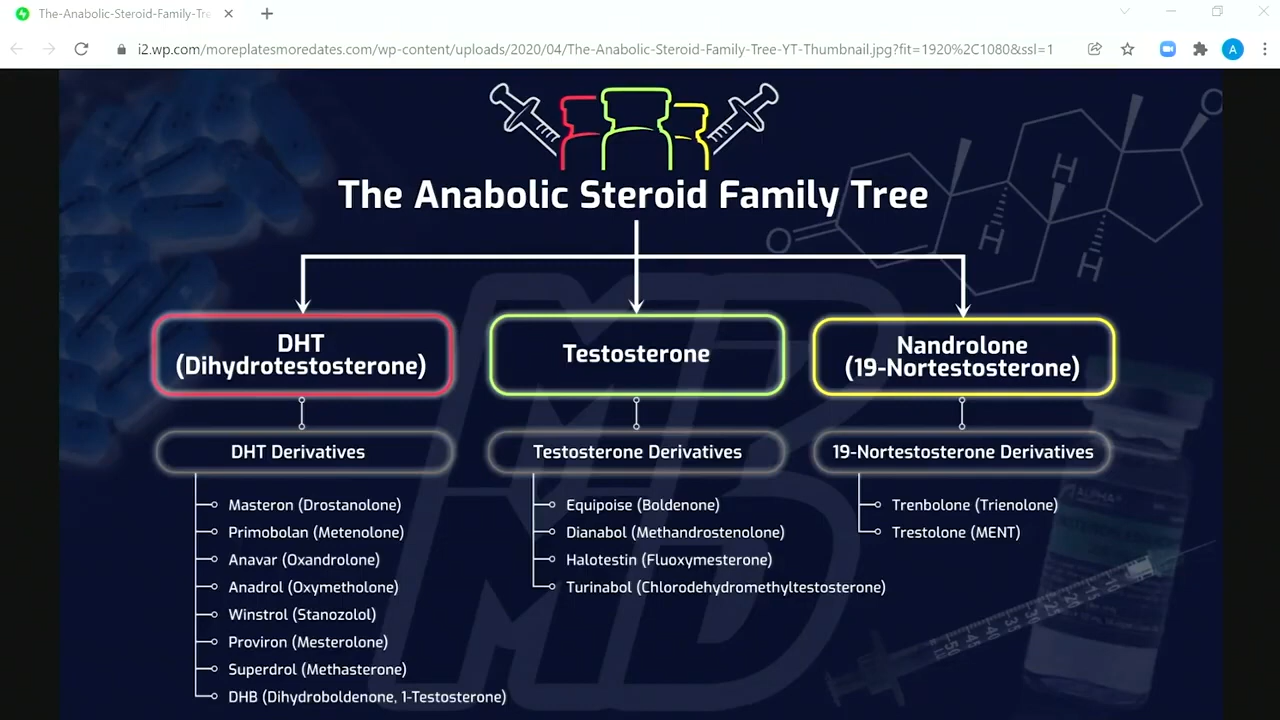 The-Anabolic-Steroid-Family-Tre
i2.wp.com/moreplatesmoredates.com/wp-content/uploads/2020/04/The-Anabolic-Steroid-Family-Tree-YT-Thumbnail.jpg?fit=1920%2C1080&ssl=1
A
The Anabolic Steroid Family Tree
O
H
H
H
O
DHT
(Dihydrotestosterone)
Testosterone
Nandrolone
(19-Nortestosterone)
DHT Derivatives
Testosterone Derivatives
19-Nortestosterone Derivatives
Masteron (Drostanolone)
Primobolan (Metenolone)
Anavar (Oxandrolone)
Anadrol (Oxymetholone)
Winstrol (Stanozolol)
Proviron (Mesterolone)
Superdrol (Methasterone)
DHB (Dihydroboldenone, 1-Testosterone)
Equipoise (Boldenone)
Dianabol (Methandrostenolone)
Halotestin (Fluoxymesterone)
Turinabol (Chlorodehydromethyltestosterone)
Trenbolone (Trienolone)
Trestolone (MENT)